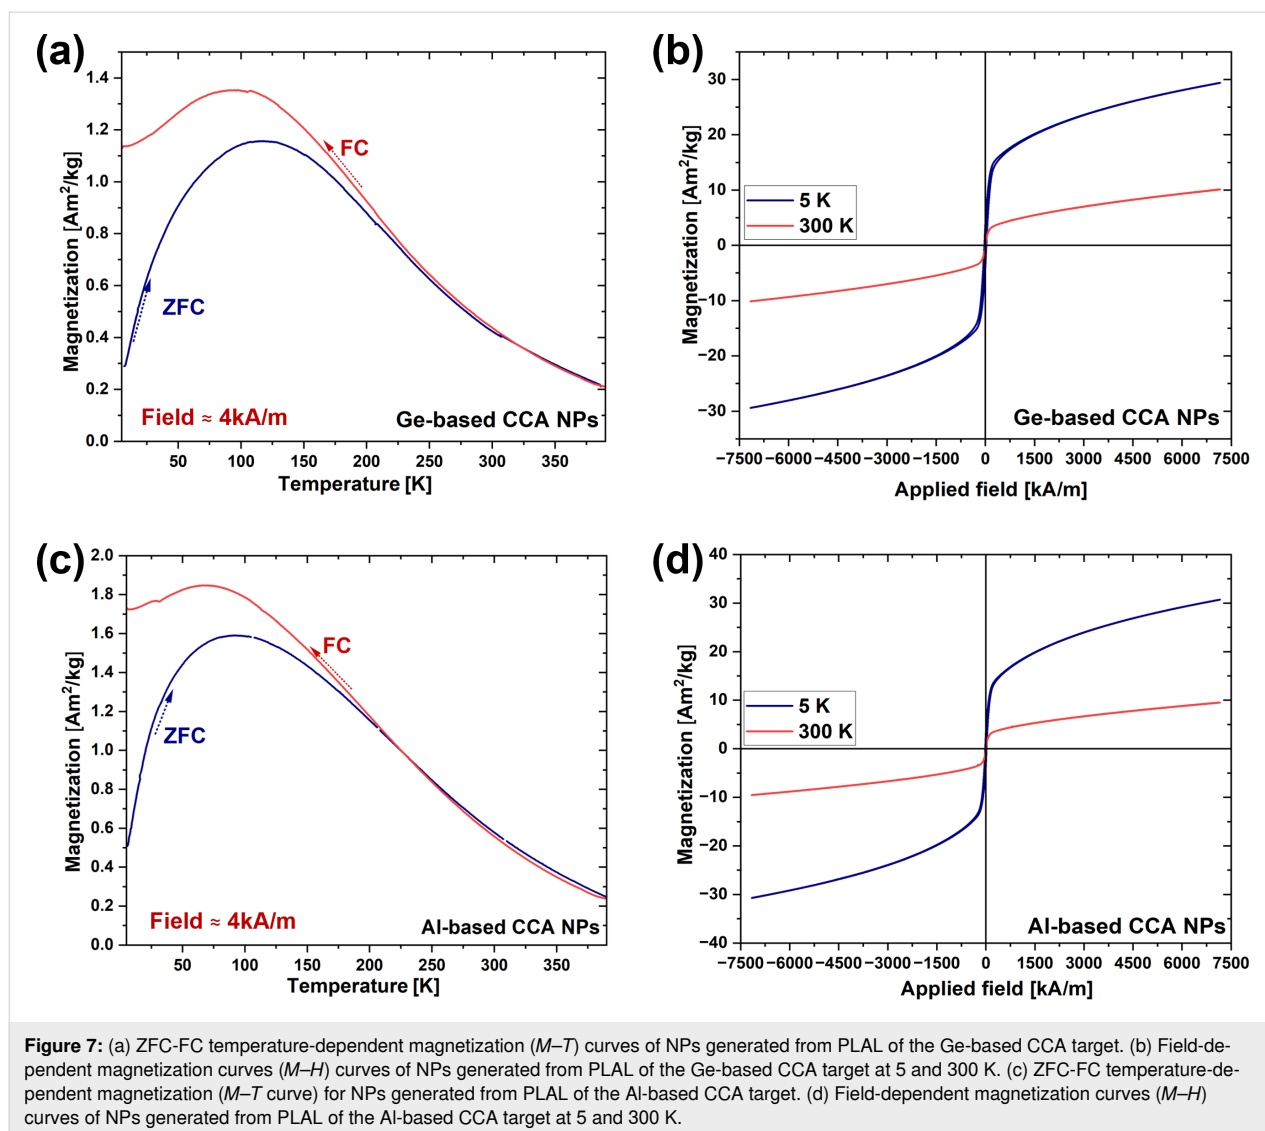 (a)
1.4
1.2
1.0
0.8
0.6
0.4
0.2
0.0
Magnetization [Am²/kg]
FC
ZFC
Field ≈ 4kA/m
Ge-based CCA NPs
50 100 150 200 250 300 350
Temperature [K]
(b)
30
20
10
0
−10
−20
−30
Magnetization [Am²/kg]
5 K
300 K
Ge-based CCA NPs
−7500 −6000 −4500 −3000 −1500 0 1500 3000 4500 6000 7500
Applied field [kA/m]
(c)
2.0
1.8
1.6
1.4
1.2
1.0
0.8
0.6
0.4
0.2
0.0
Magnetization [Am²/kg]
FC
ZFC
Field ≈ 4kA/m
Al-based CCA NPs
50 100 150 200 250 300 350
Temperature [K]
(d)
40
30
20
10
0
−10
−20
−30
−40
Magnetization [Am²/kg]
5 K
300 K
Al-based CCA NPs
−7500 −6000 −4500 −3000 −1500 0 1500 3000 4500 6000 7500
Applied field [kA/m]
Figure 7: (a) ZFC-FC temperature-dependent magnetization (M–T) curves of NPs generated from PLAL of the Ge-based CCA target. (b) Field-de-
pendent magnetization curves (M–H) curves of NPs generated from PLAL of the Ge-based CCA target at 5 and 300 K. (c) ZFC-FC temperature-de-
pendent magnetization (M–T curve) for NPs generated from PLAL of the Al-based CCA target. (d) Field-dependent magnetization curves (M–H)
curves of NPs generated from PLAL of the Al-based CCA target at 5 and 300 K.